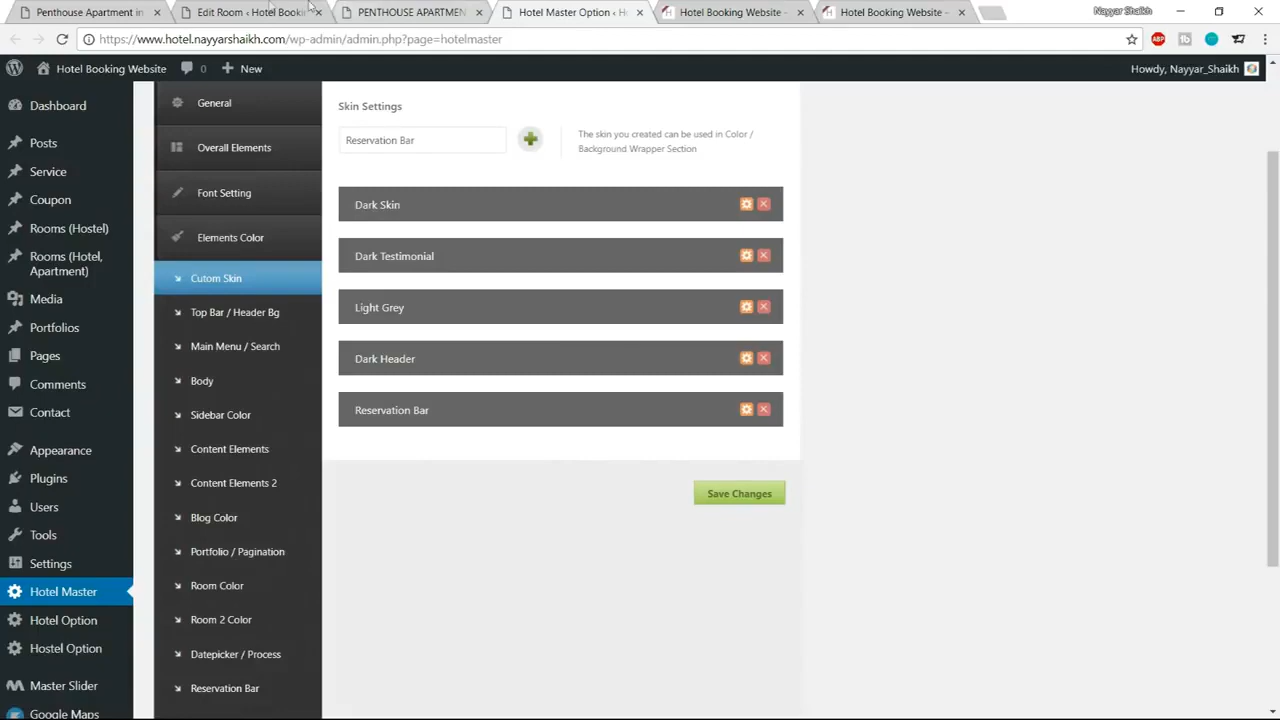 Penthouse Apartment in
Edit Room ‹ Hotel Bookin
PENTHOUSE APARTMEN
Hotel Master Option ‹ Ho
Hotel Booking Website –
Hotel Booking Website –
Nayyar Shaikh
https://www.hotel.nayyarshaikh.com/wp-admin/admin.php?page=hotelmaster
ABP
Hotel Booking Website
0
New
Howdy, Nayyar_Shaikh
Dashboard
Posts
Service
Coupon
Rooms (Hostel)
Rooms (Hotel,
Apartment)
Media
Portfolios
Pages
Comments
Contact
Appearance
Plugins
Users
Tools
Settings
Hotel Master
Hotel Option
Hostel Option
Master Slider
Google Maps
General
Overall Elements
Font Setting
Elements Color
Cutom Skin
Top Bar / Header Bg
Main Menu / Search
Body
Sidebar Color
Content Elements
Content Elements 2
Blog Color
Portfolio / Pagination
Room Color
Room 2 Color
Datepicker / Process
Reservation Bar
Skin Settings
Reservation Bar
The skin you created can be used in Color /
Background Wrapper Section
Dark Skin
Dark Testimonial
Light Grey
Dark Header
Reservation Bar
Save Changes